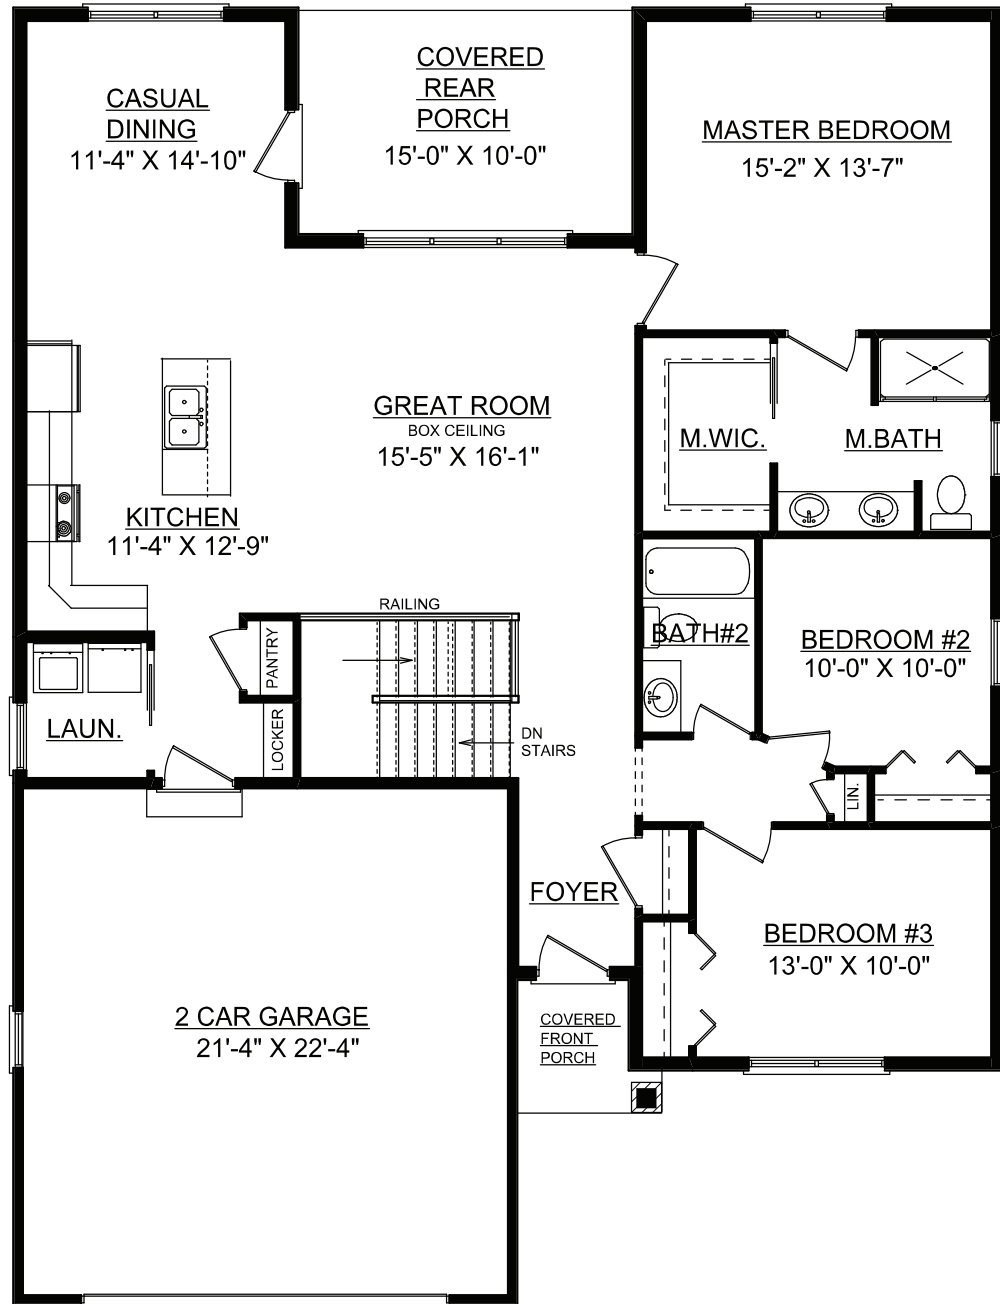 CASUAL
DINING
11'-4" X 14'-10"
COVERED
REAR
PORCH
15'-0" X 10'-0"
MASTER BEDROOM
15'-2" X 13'-7"
GREAT ROOM
BOX CEILING
15'-5" X 16'-1"
M.WIC.
M.BATH
KITCHEN
11'-4" X 12'-9"
RAILING
PANTRY
BATH#2
BEDROOM #2
10'-0" X 10'-0"
LAUN.
LOCKER
DN
STAIRS
LIN.
FOYER
BEDROOM #3
13'-0" X 10'-0"
2 CAR GARAGE
21'-4" X 22'-4"
COVERED
FRONT
PORCH